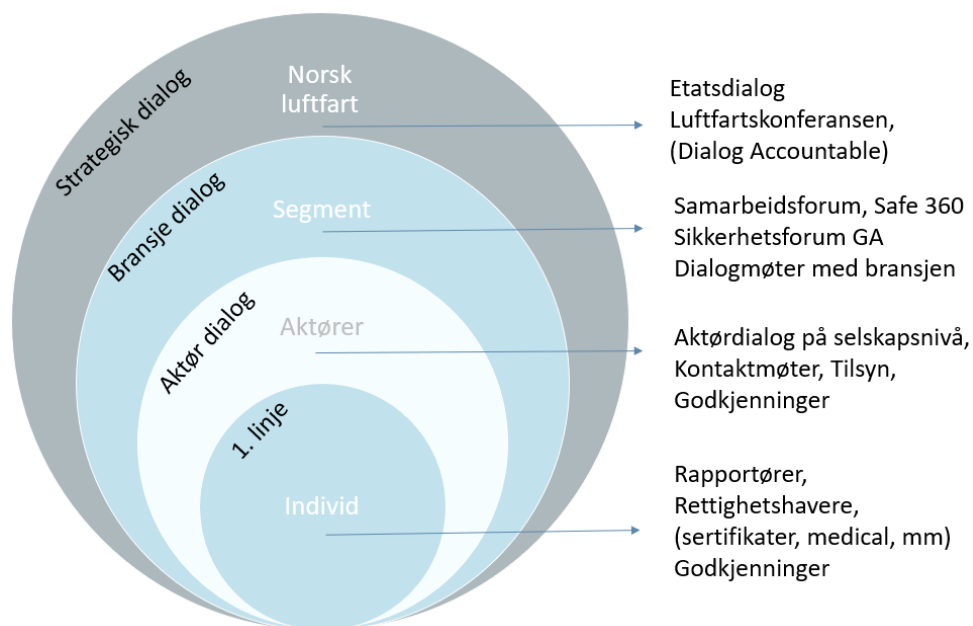 Strategisk dialog
Norsk
luftfart
Etatsdialog
Luftfartskonferansen,
(Dialog Accountable)
Bransje dialog
Segment
Samarbeidsforum, Safe 360
Sikkerhetsforum GA
Dialogmøter med bransjen
Aktør dialog
Aktører
Aktørdialog på selskapsnivå,
Kontaktmøter, Tilsyn,
Godkjenninger
1. linje
Individ
Rapportører,
Rettighetshavere,
(sertifikater, medical, mm)
Godkjenninger